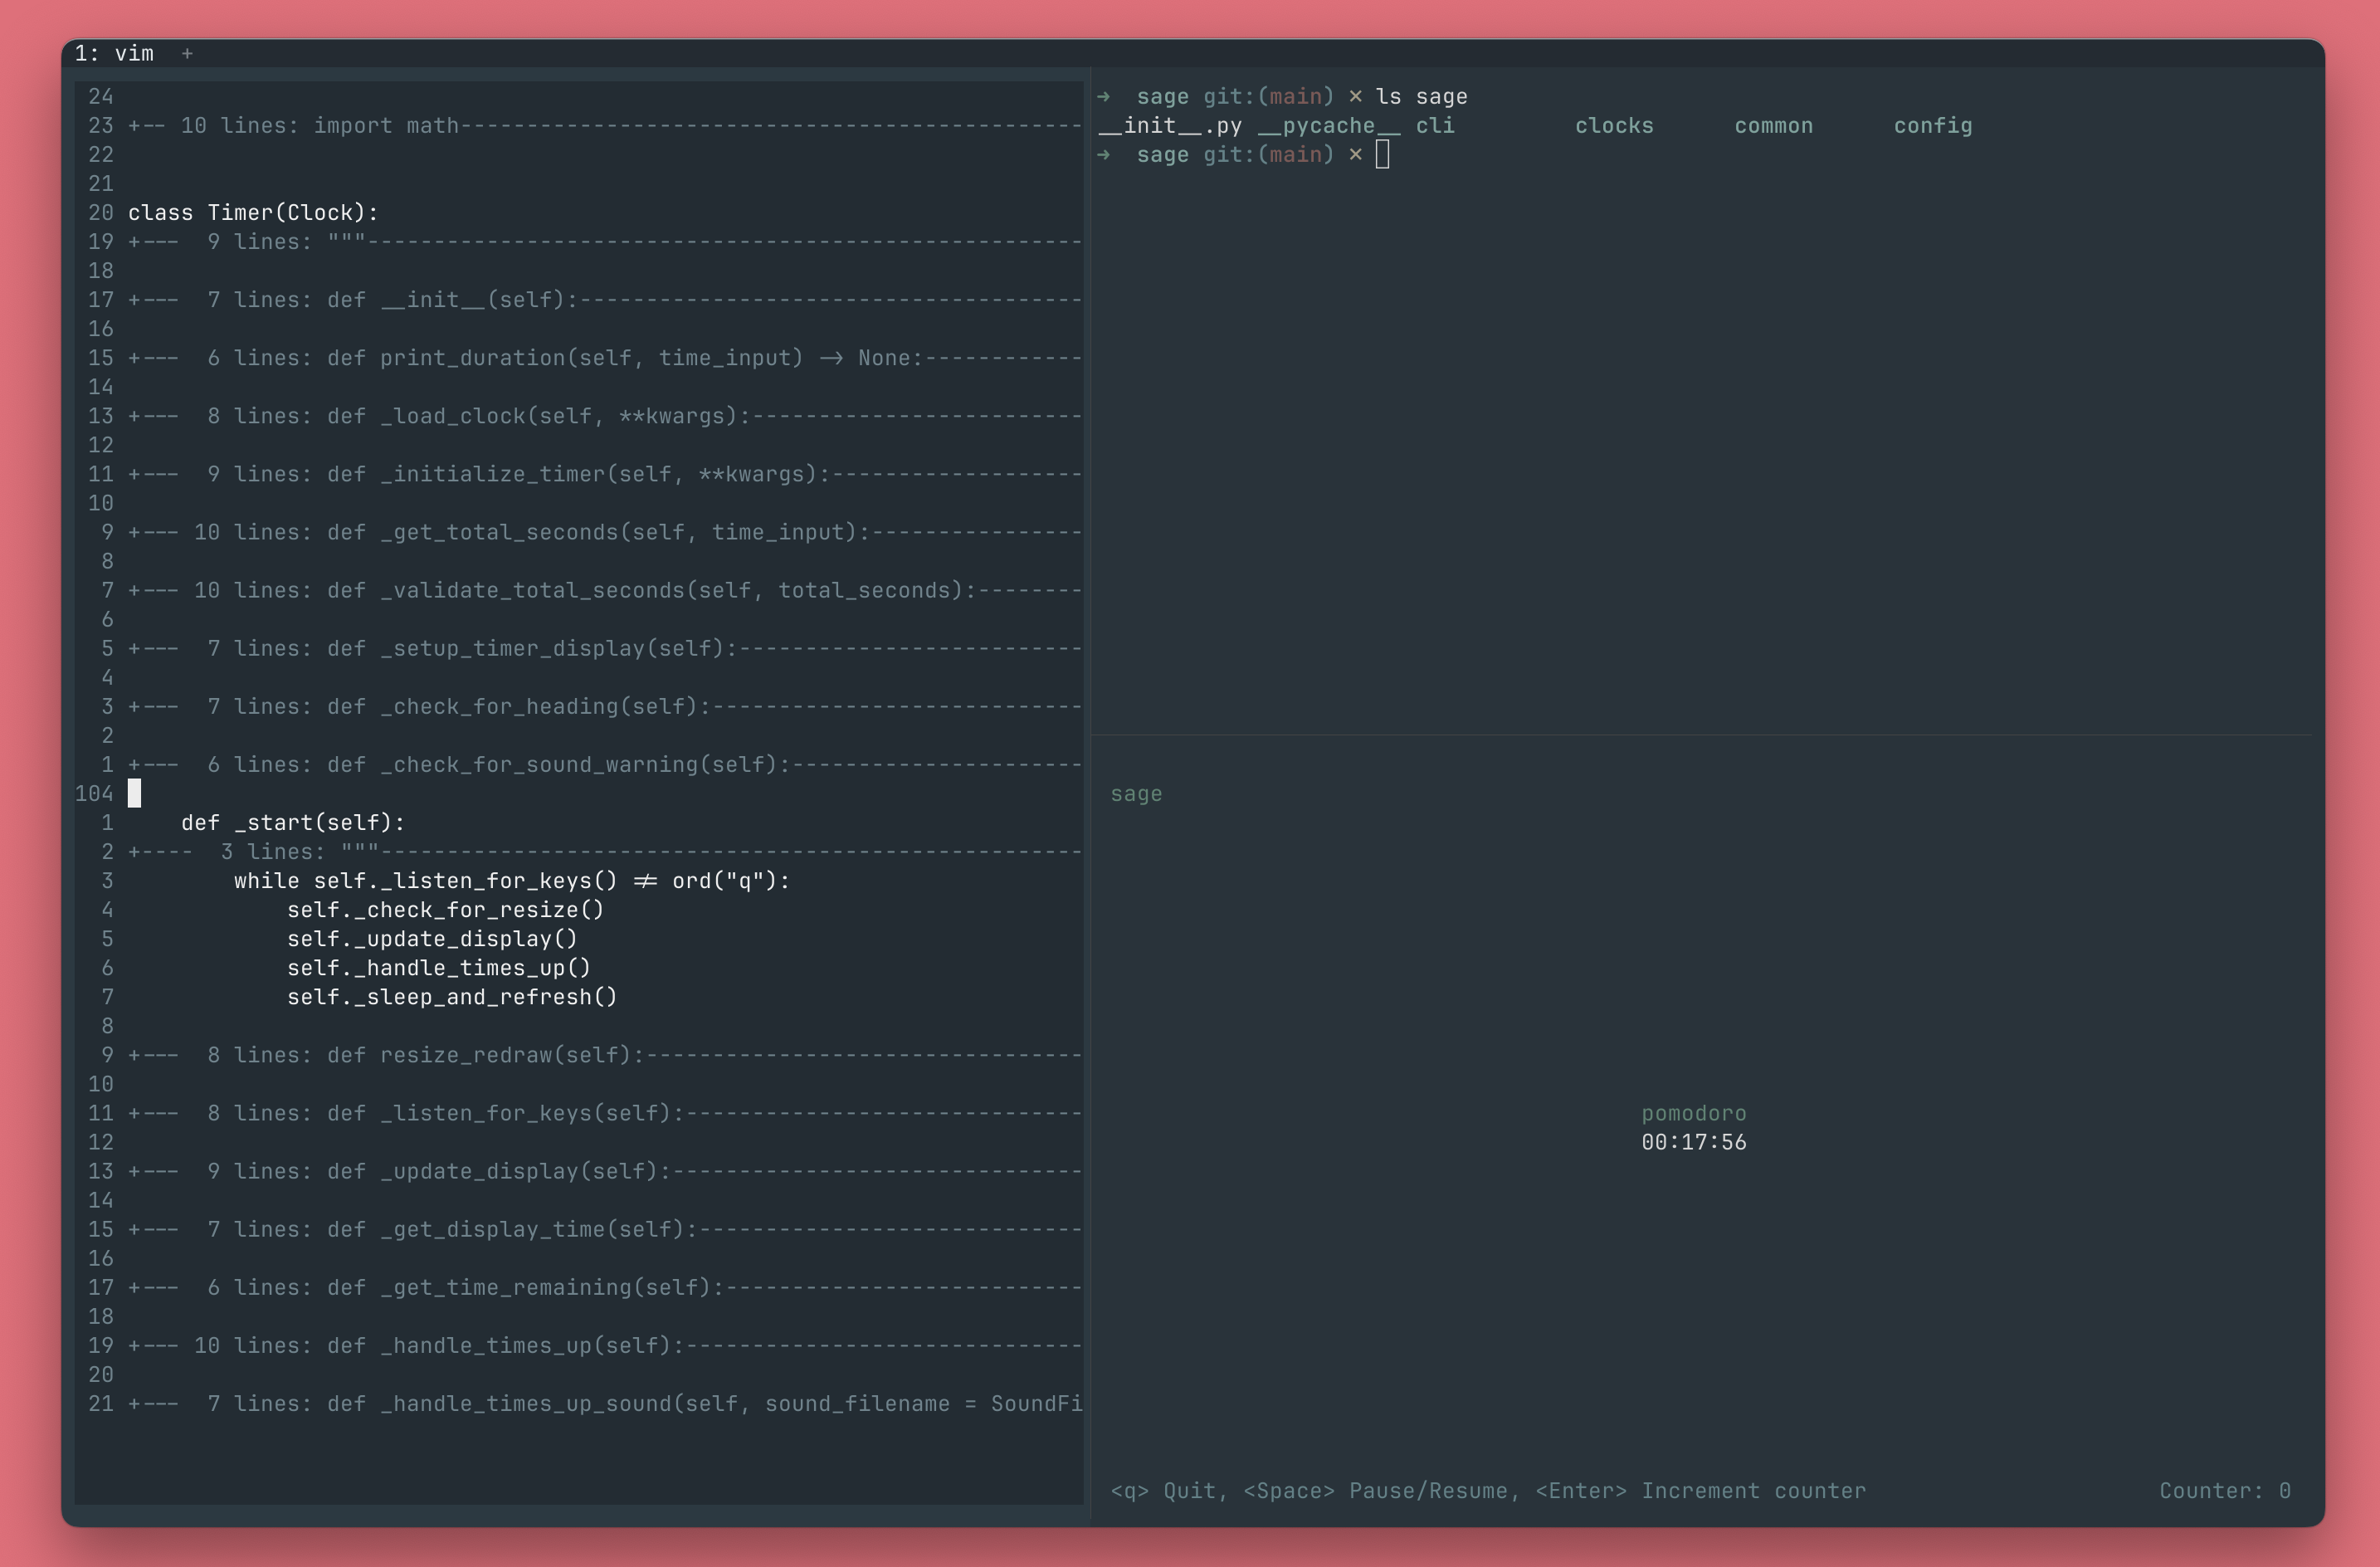 1: vim +
24
23 +-- 10 lines: import math------------------------------------------------
22
21
20 class Timer(Clock):
19 +---  9 lines: """------------------------------------------------------
18
17 +---  7 lines: def __init__(self):--------------------------------------
16
15 +---  6 lines: def print_duration(self, time_input) -> None:------------
14
13 +---  8 lines: def _load_clock(self, **kwargs):-------------------------
12
11 +---  9 lines: def _initialize_timer(self, **kwargs):-------------------
10
9 +--- 10 lines: def _get_total_seconds(self, time_input):----------------
8
7 +--- 10 lines: def _validate_total_seconds(self, total_seconds):--------
6
5 +---  7 lines: def _setup_timer_display(self):--------------------------
4
3 +---  7 lines: def _check_for_heading(self):----------------------------
2
1 +---  6 lines: def _check_for_sound_warning(self):----------------------
104
1     def _start(self):
2 +----  3 lines: """-----------------------------------------------------
3         while self._listen_for_keys() != ord("q"):
4             self._check_for_resize()
5             self._update_display()
6             self._handle_times_up()
7             self._sleep_and_refresh()
8
9 +---  8 lines: def resize_redraw(self):---------------------------------
10
11 +---  8 lines: def _listen_for_keys(self):------------------------------
12
13 +---  9 lines: def _update_display(self):-------------------------------
14
15 +---  7 lines: def _get_display_time(self):-----------------------------
16
17 +---  6 lines: def _get_time_remaining(self):---------------------------
18
19 +--- 10 lines: def _handle_times_up(self):------------------------------
20
21 +---  7 lines: def _handle_times_up_sound(self, sound_filename = SoundFi
→  sage git:(main) ✗ ls sage
__init__.py __pycache__ cli         clocks      common      config
→  sage git:(main) ✗
sage
pomodoro
00:17:56
<q> Quit, <Space> Pause/Resume, <Enter> Increment counter    Counter: 0